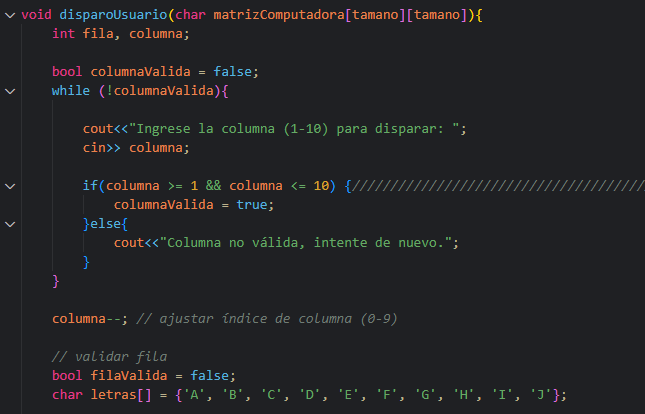 void disparoUsuario(char matrizComputadora[tamano][tamano]){
int fila, columna;
bool columnaValida = false;
while (!columnaValida){
cout<<"Ingrese la columna (1-10) para disparar: ";
cin>> columna;
if(columna >= 1 && columna <= 10) {//////////////////////////////////////
columnaValida = true;
}else{
cout<<"Columna no válida, intente de nuevo.";
}
}
columna--; // ajustar índice de columna (0-9)
// validar fila
bool filaValida = false;
char letras[] = {'A', 'B', 'C', 'D', 'E', 'F', 'G', 'H', 'I', 'J'};